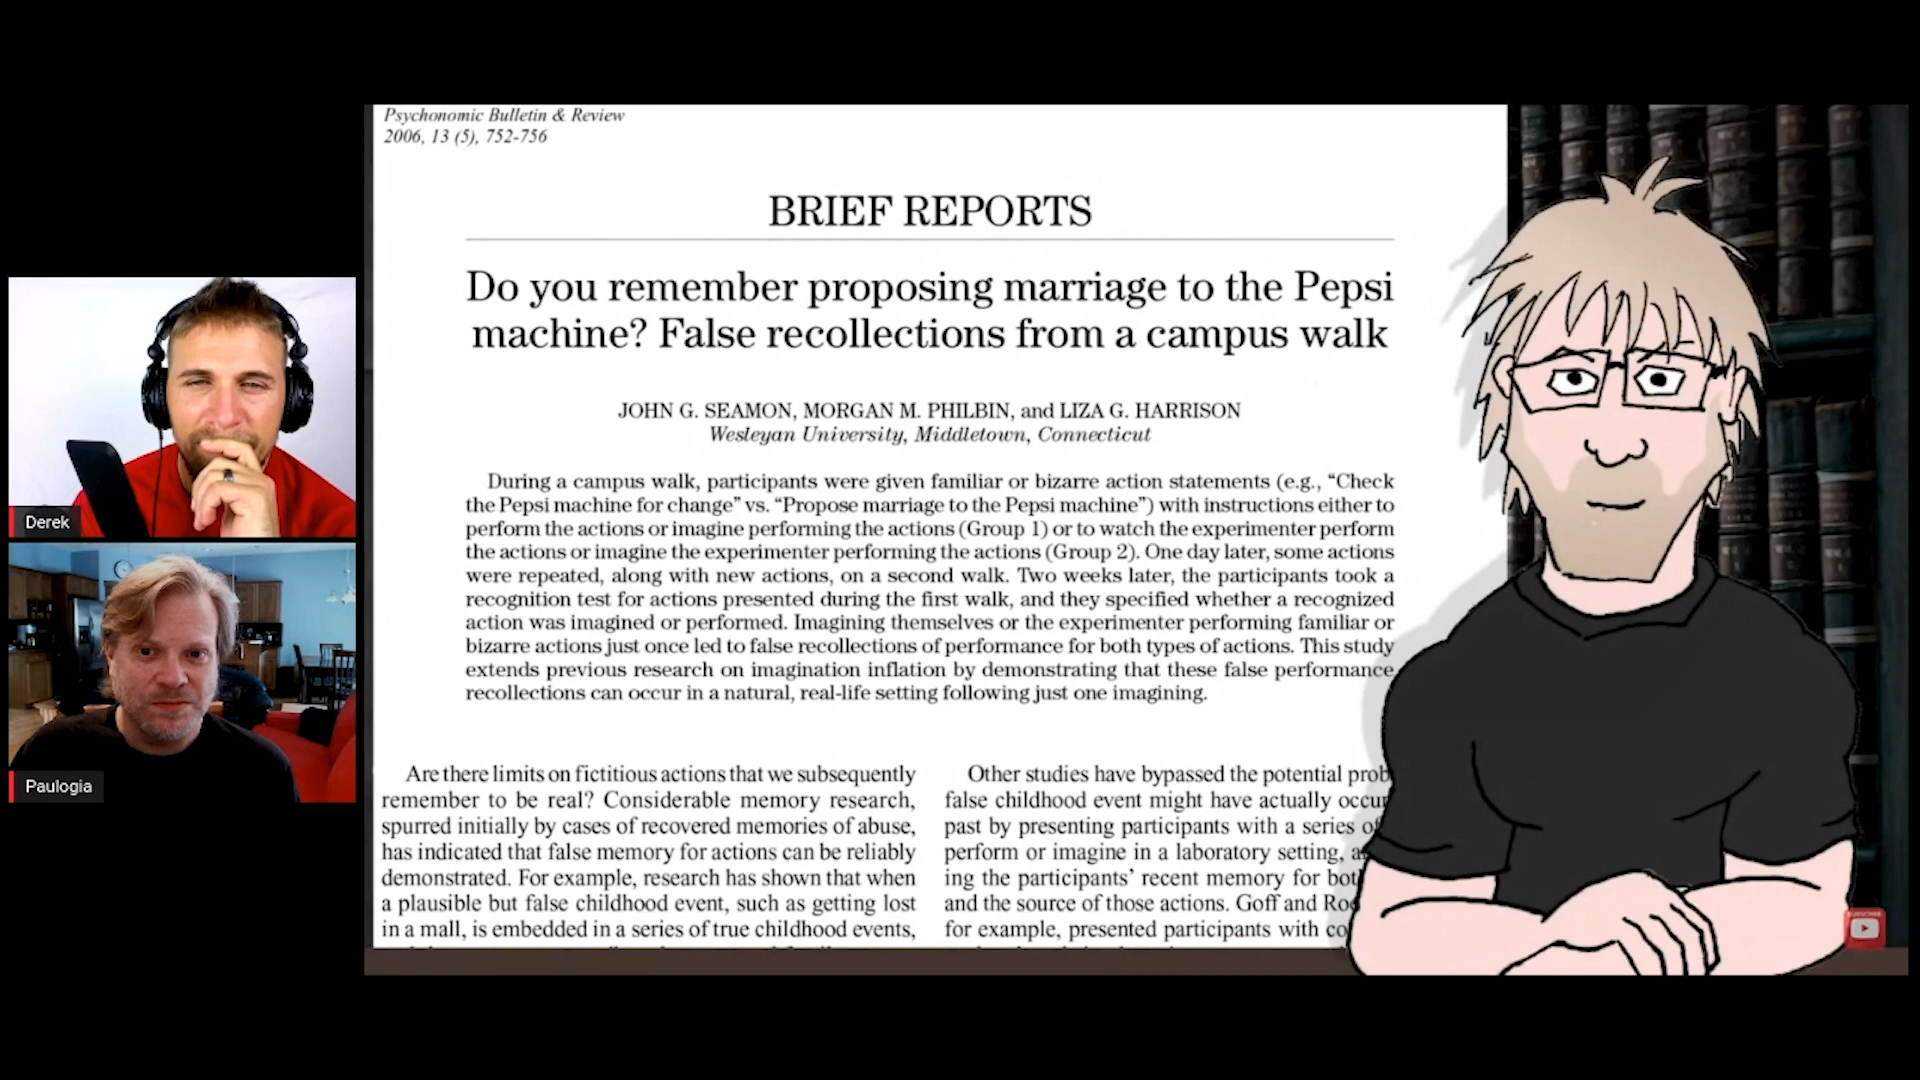 Psychonomic Bulletin & Review
2006, 13 (5), 752-756
BRIEF REPORTS
Do you remember proposing marriage to the Pepsi
machine? False recollections from a campus walk
JOHN G. SEAMON, MORGAN M. PHILBIN, and LIZA G. HARRISON
Wesleyan University, Middletown, Connecticut
During a campus walk, participants were given familiar or bizarre action statements (e.g., “Check
the Pepsi machine for change” vs. “Propose marriage to the Pepsi machine”) with instructions either to
perform the actions or imagine performing the actions (Group 1) or to watch the experimenter perform
the actions or imagine the experimenter performing the actions (Group 2). One day later, some actions
were repeated, along with new actions, on a second walk. Two weeks later, the participants took a
recognition test for actions presented during the first walk, and they specified whether a recognized
action was imagined or performed. Imagining themselves or the experimenter performing familiar or
bizarre actions just once led to false recollections of performance for both types of actions. This study
extends previous research on imagination inflation by demonstrating that these false performance
recollections can occur in a natural, real-life setting following just one imagining.
Are there limits on fictitious actions that we subsequently
remember to be real? Considerable memory research,
spurred initially by cases of recovered memories of abuse,
has indicated that false memory for actions can be reliably
demonstrated. For example, research has shown that when
a plausible but false childhood event, such as getting lost
in a mall, is embedded in a series of true childhood events,
Other studies have bypassed the potential prob
false childhood event might have actually occur
past by presenting participants with a series of
perform or imagine in a laboratory setting, a
ing the participants’ recent memory for bot
and the source of those actions. Goff and Ro
for example, presented participants with co
Derek
Paulogia
SUBSCRIBE